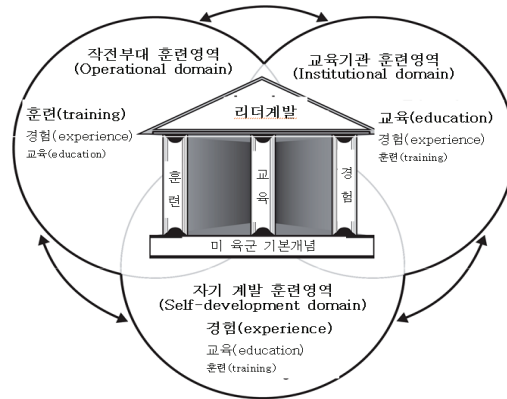 작전부대 훈련영역
(Operational domain)
훈련(training)
경험(experience)
교육(education)
교육기관 훈련영역
(Institutional domain)
교육(education)
경험(experience)
훈련(training)
리더계발
훈련
교육
경험
미 육군 기본개념
자기 계발 훈련영역
(Self-development domain)
경험(experience)
교육(education)
훈련(training)